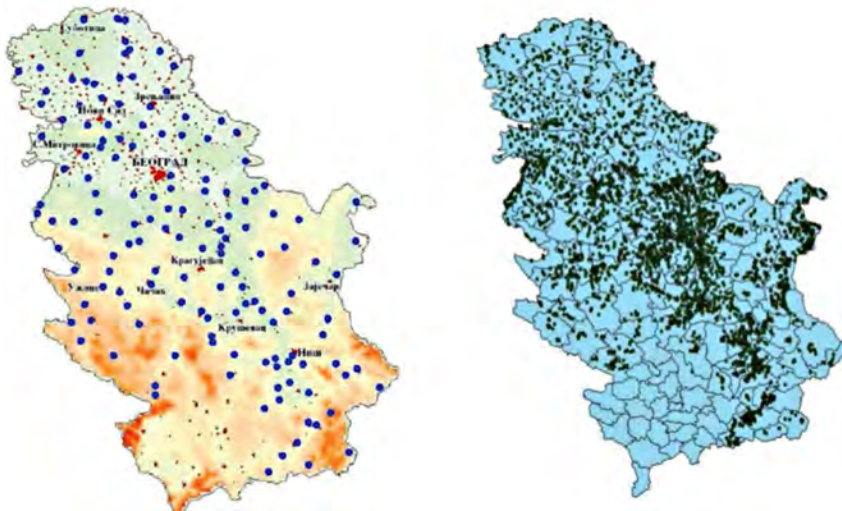 Суботица
Зрењанин
Нови Сад
С.Митровица
БЕОГРАД
Крагујевац
Ужице
Чачак
Зајечар
Крушевац
Ниш